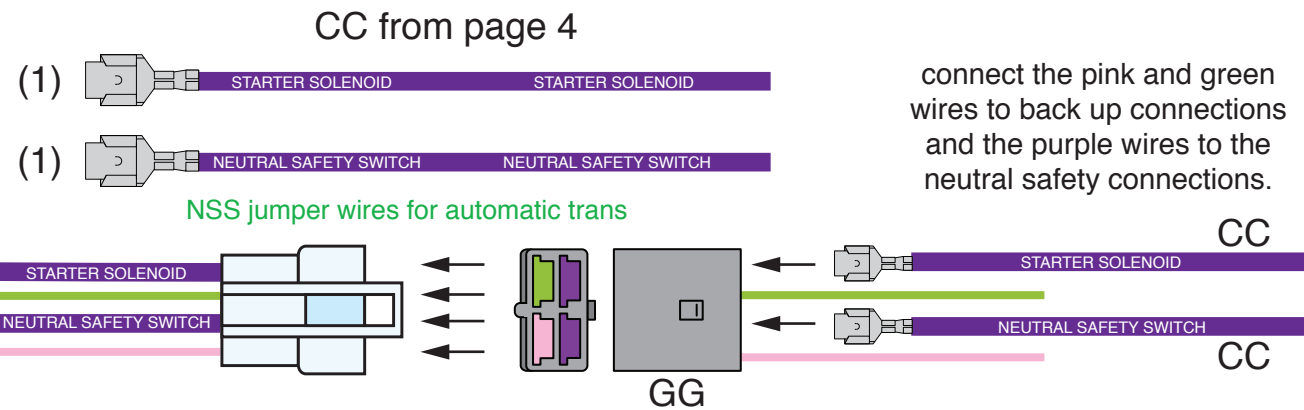 CC from page 4
(1) STARTER SOLENOID STARTER SOLENOID
(1) NEUTRAL SAFETY SWITCH NEUTRAL SAFETY SWITCH
NSS jumper wires for automatic trans
connect the pink and green
wires to back up connections
and the purple wires to the
neutral safety connections.
CC
STARTER SOLENOID
STARTER SOLENOID
NEUTRAL SAFETY SWITCH
NEUTRAL SAFETY SWITCH
CC
GG